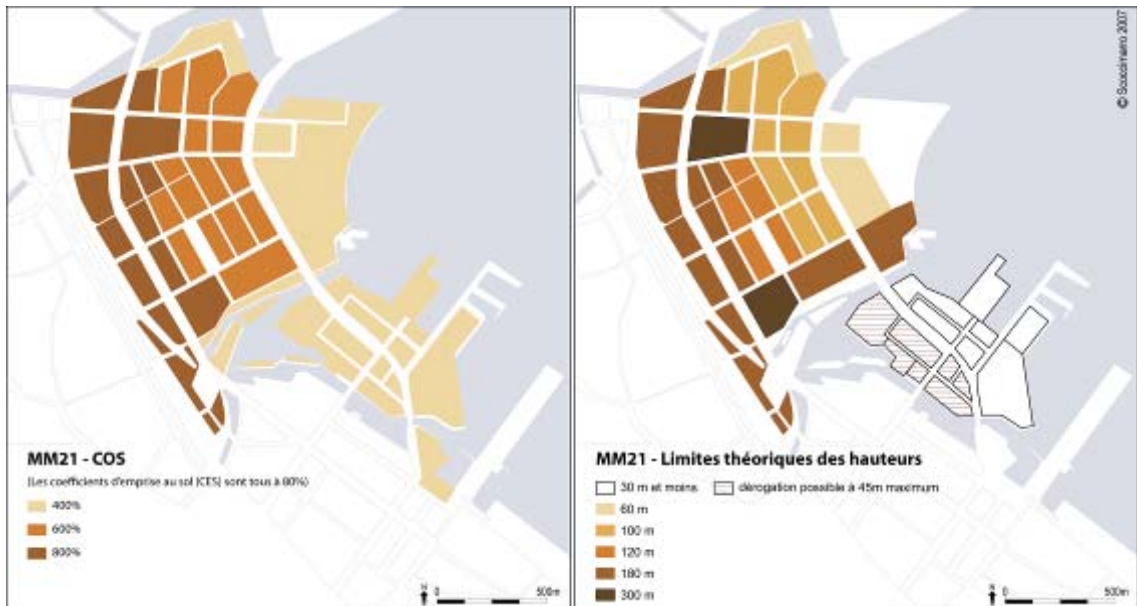 MM21 - COS
(Les coefficients d'emprise au sol (CES) sont tous à 80%)
400%
600%
800%
N
0 500m
© Scoccimarro 2007
MM21 - Limites théoriques des hauteurs
30 m et moins dérogation possible à 45m maximum
60 m
100 m
120 m
180 m
300 m
N
0 500m